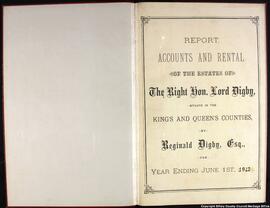 REPORT,
ACCOUNTS AND RENTAL
OF THE ESTATES OF
The Right Hon. Lord Digby,
SITUATE IN THE
KINGS AND QUEENS COUNTIES,
BY
Reginald Digby, Esq.,
FOR
YEAR ENDING JUNE 1ST, 1912.
Copyright Offaly County Council Heritage Office